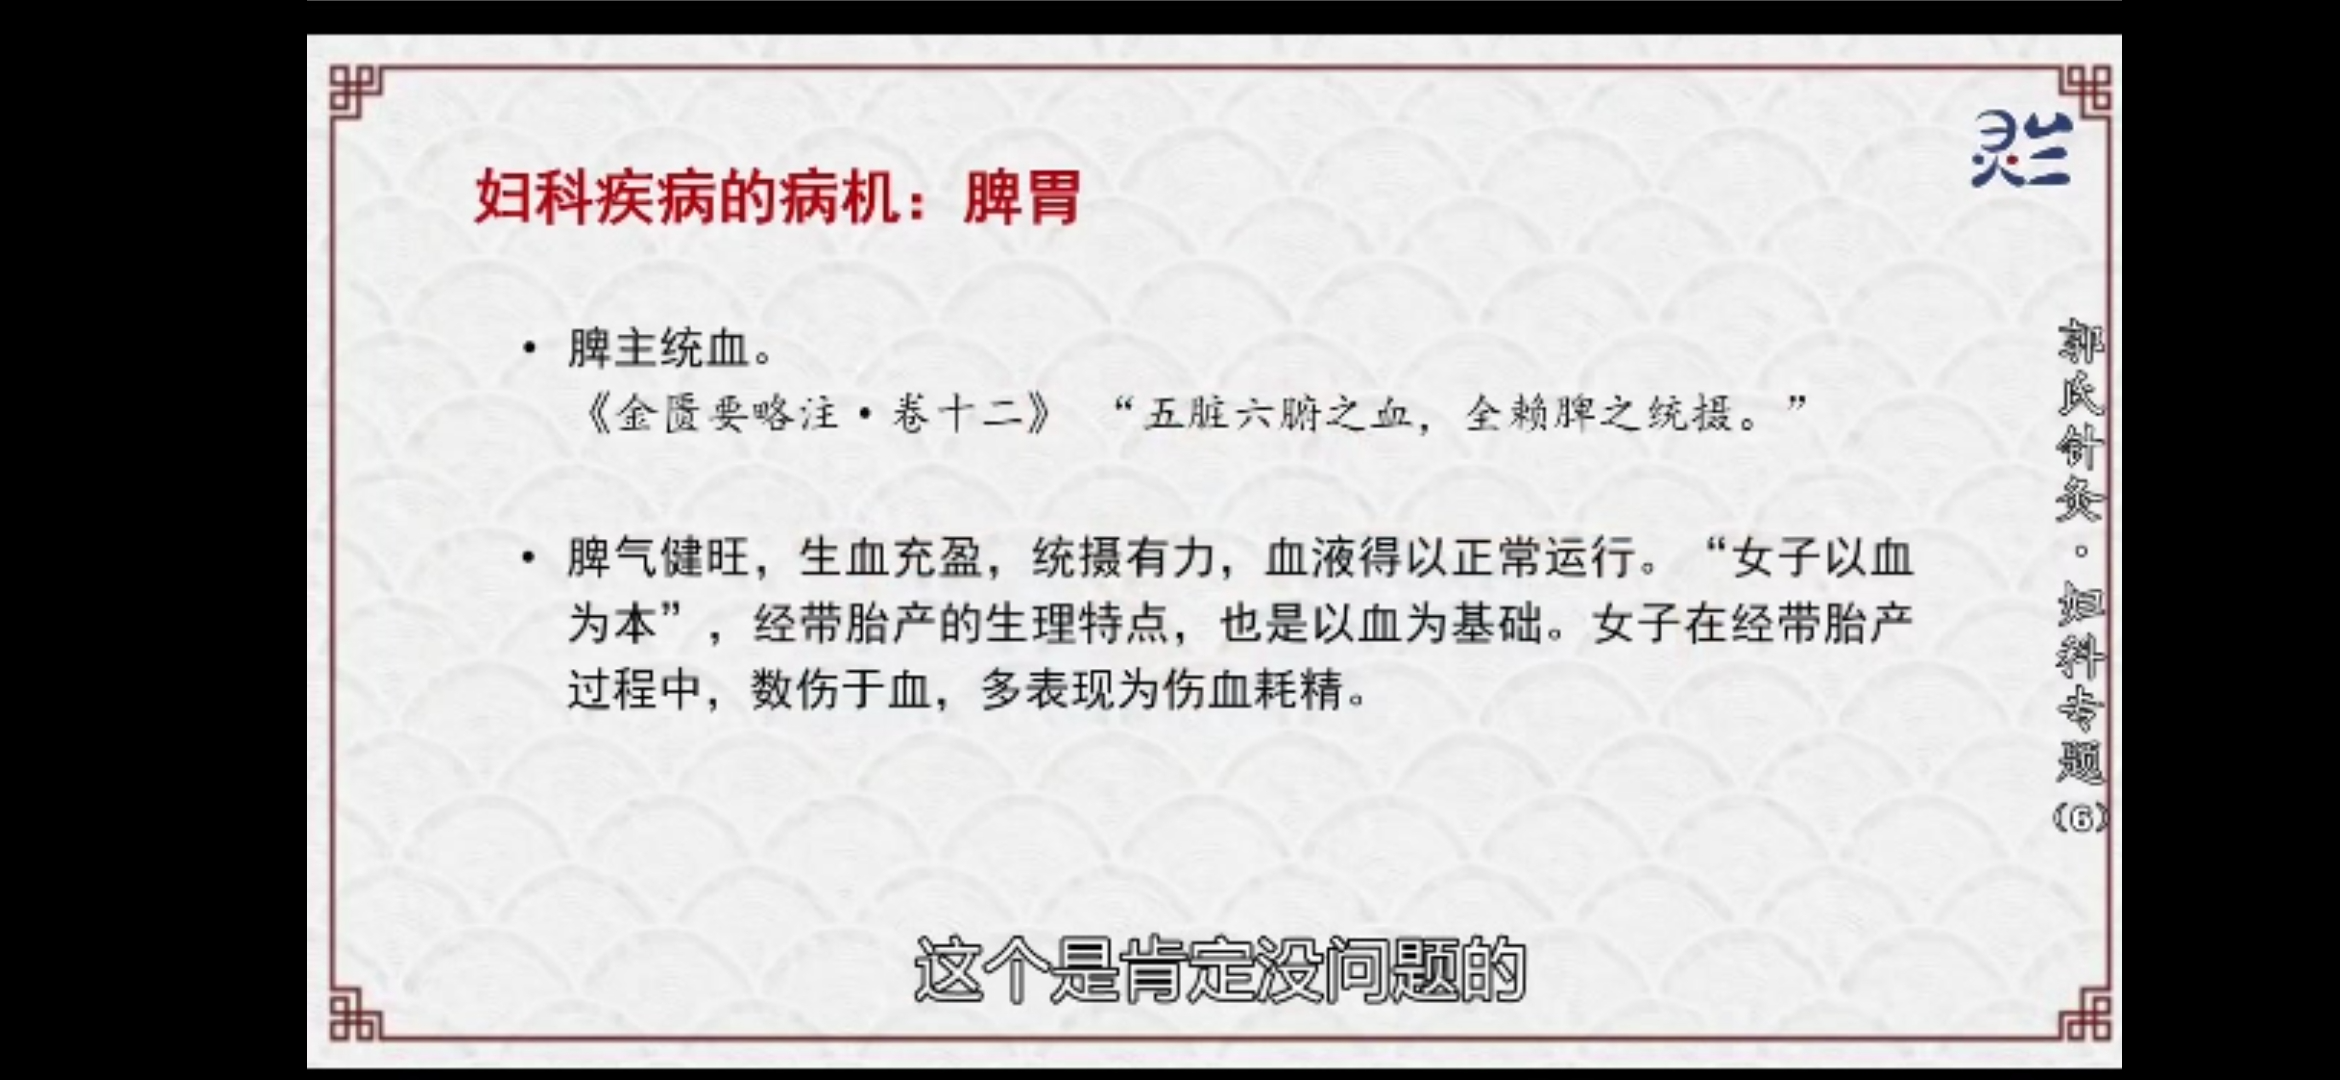 妇科疾病的病机：脾胃
• 脾主统血。
《金匮要略注·卷十二》 “五脏六腑之血，全赖脾之统摄。”
• 脾气健旺，生血充盈，统摄有力，血液得以正常运行。“女子以血
为本”，经带胎产的生理特点，也是以血为基础。女子在经带胎产
过程中，数伤于血，多表现为伤血耗精。
郭氏针灸·妇科专题(6)
这个是肯定没问题的